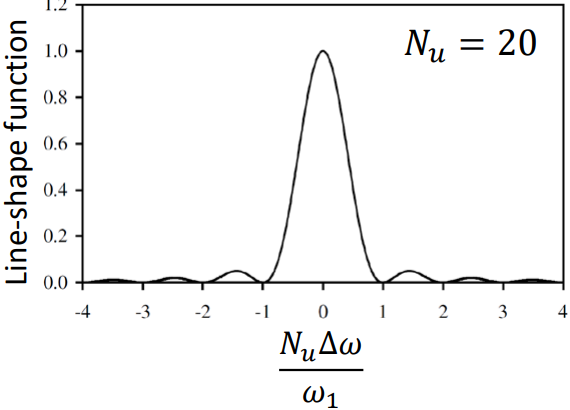 1.2
1.0
0.8
0.6
0.4
0.2
0.0
Line-shape function
N_u = 20
-4 -3 -2 -1 0 1 2 3 4
N_uΔω
ω_1